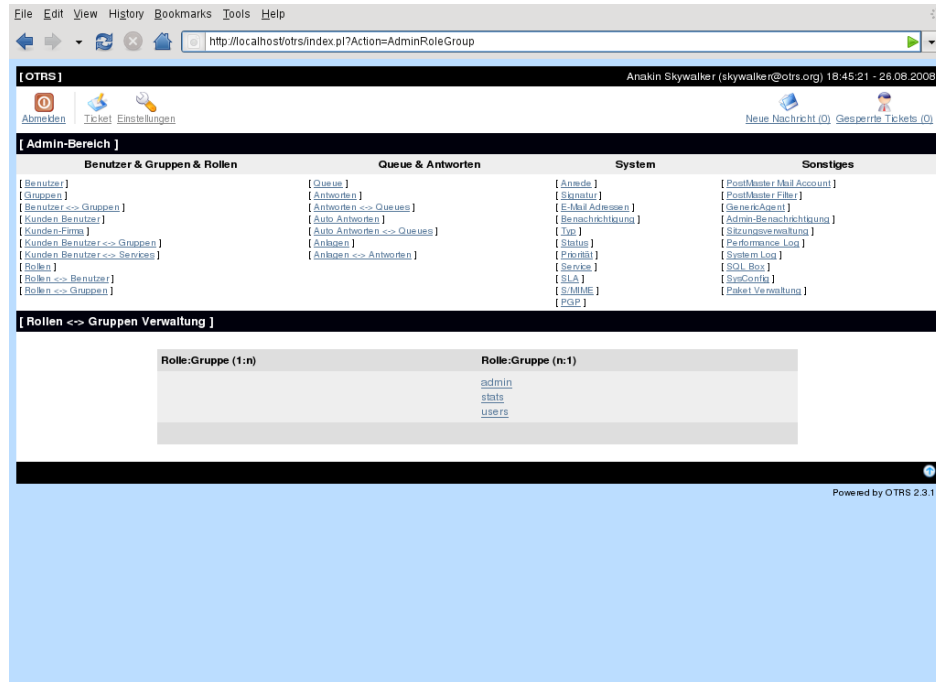 File Edit View History Bookmarks Tools Help
http://localhost/otrs/index.pl?Action=AdminRoleGroup
[ OTRS ] Anakin Skywalker (skywalker@otrs.org) 18:45:21 - 26.08.2008
Abmelden Ticket Einstellungen Neue Nachricht (0) Gesperrte Tickets (0)
[ Admin-Bereich ]
Benutzer & Gruppen & Rollen Queue & Antworten System Sonstiges
[ Benutzer ] [ Queue ] [ Anrede ] [ PostMaster Mail Account ]
[ Gruppen ] [ Antworten ] [ Signatur ] [ PostMaster Filter ]
[ Benutzer <-> Gruppen ] [ Antworten <-> Queues ] [ E-Mail Adressen ] [ GenericAgent ]
[ Kunden Benutzer ] [ Auto Antworten ] [ Benachrichtigung ] [ Admin-Benachrichtigung ]
[ Kunden-Firma ] [ Auto Antworten <-> Queues ] [ Typ ] [ Sitzungsverwaltung ]
[ Kunden Benutzer <-> Gruppen ] [ Anlagen ] [ Status ] [ Performance Log ]
[ Kunden Benutzer <-> Services ] [ Anlagen <-> Antworten ] [ Priorität ] [ System Log ]
[ Rollen ] [ Service ] [ SQL Box ]
[ Rollen <-> Benutzer ] [ SLA ] [ SysConfig ]
[ Rollen <-> Gruppen ] [ S/MIME ] [ Paket Verwaltung ]
[ PGP ]
[ Rollen <-> Gruppen Verwaltung ]
Rolle:Gruppe (1:n) Rolle:Gruppe (n:1)
admin
stats
users
Powered by OTRS 2.3.1